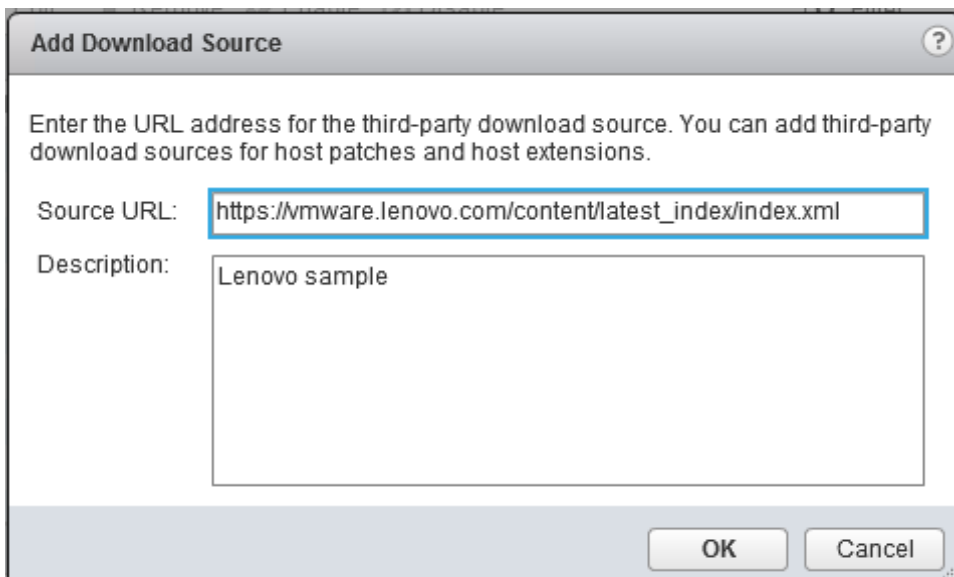 Add Download Source
?
Enter the URL address for the third-party download source. You can add third-party
download sources for host patches and host extensions.
Source URL: https://vmware.lenovo.com/content/latest_index/index.xml
Description: Lenovo sample
OK Cancel